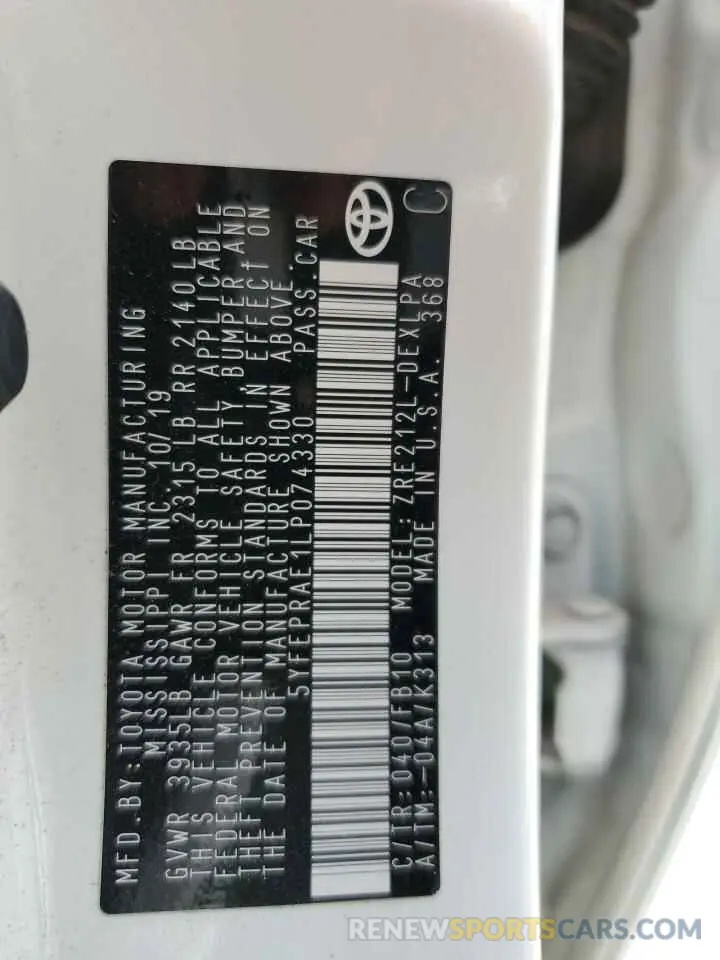 MFD.BY:TOYOTA MOTOR MANUFACTURING
MISSISSIPPI INC. 10/19
GVWR 3935LB GAWR FR 2315LB RR 2140LB
THIS VEHICLE CONFORMS TO ALL APPLICABLE
FEDERAL MOTOR VEHICLE SAFETY,BUMPER,AND
THEFT PREVENTION STANDARDS IN EFFECT ON
THE DATE OF MANUFACTURE SHOWN ABOVE.
5YFEPRAE1LP074330 PASS.CAR
C/TR:040/FB10 MODEL:ZRE212L-DEXLPA
A/TM:-04A/K313 MADE IN U.S.A. 368
C
RENEWSPORTSCARS.COM